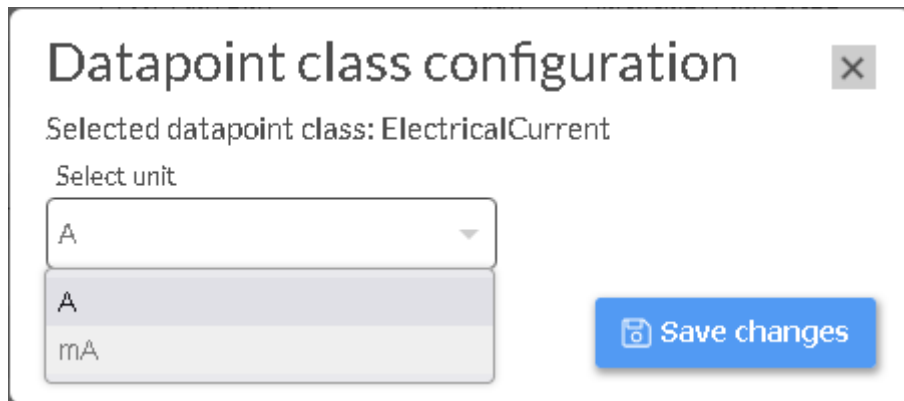 Datapoint class configuration
Selected datapoint class: ElectricalCurrent
Select unit
A
A
mA
Save changes